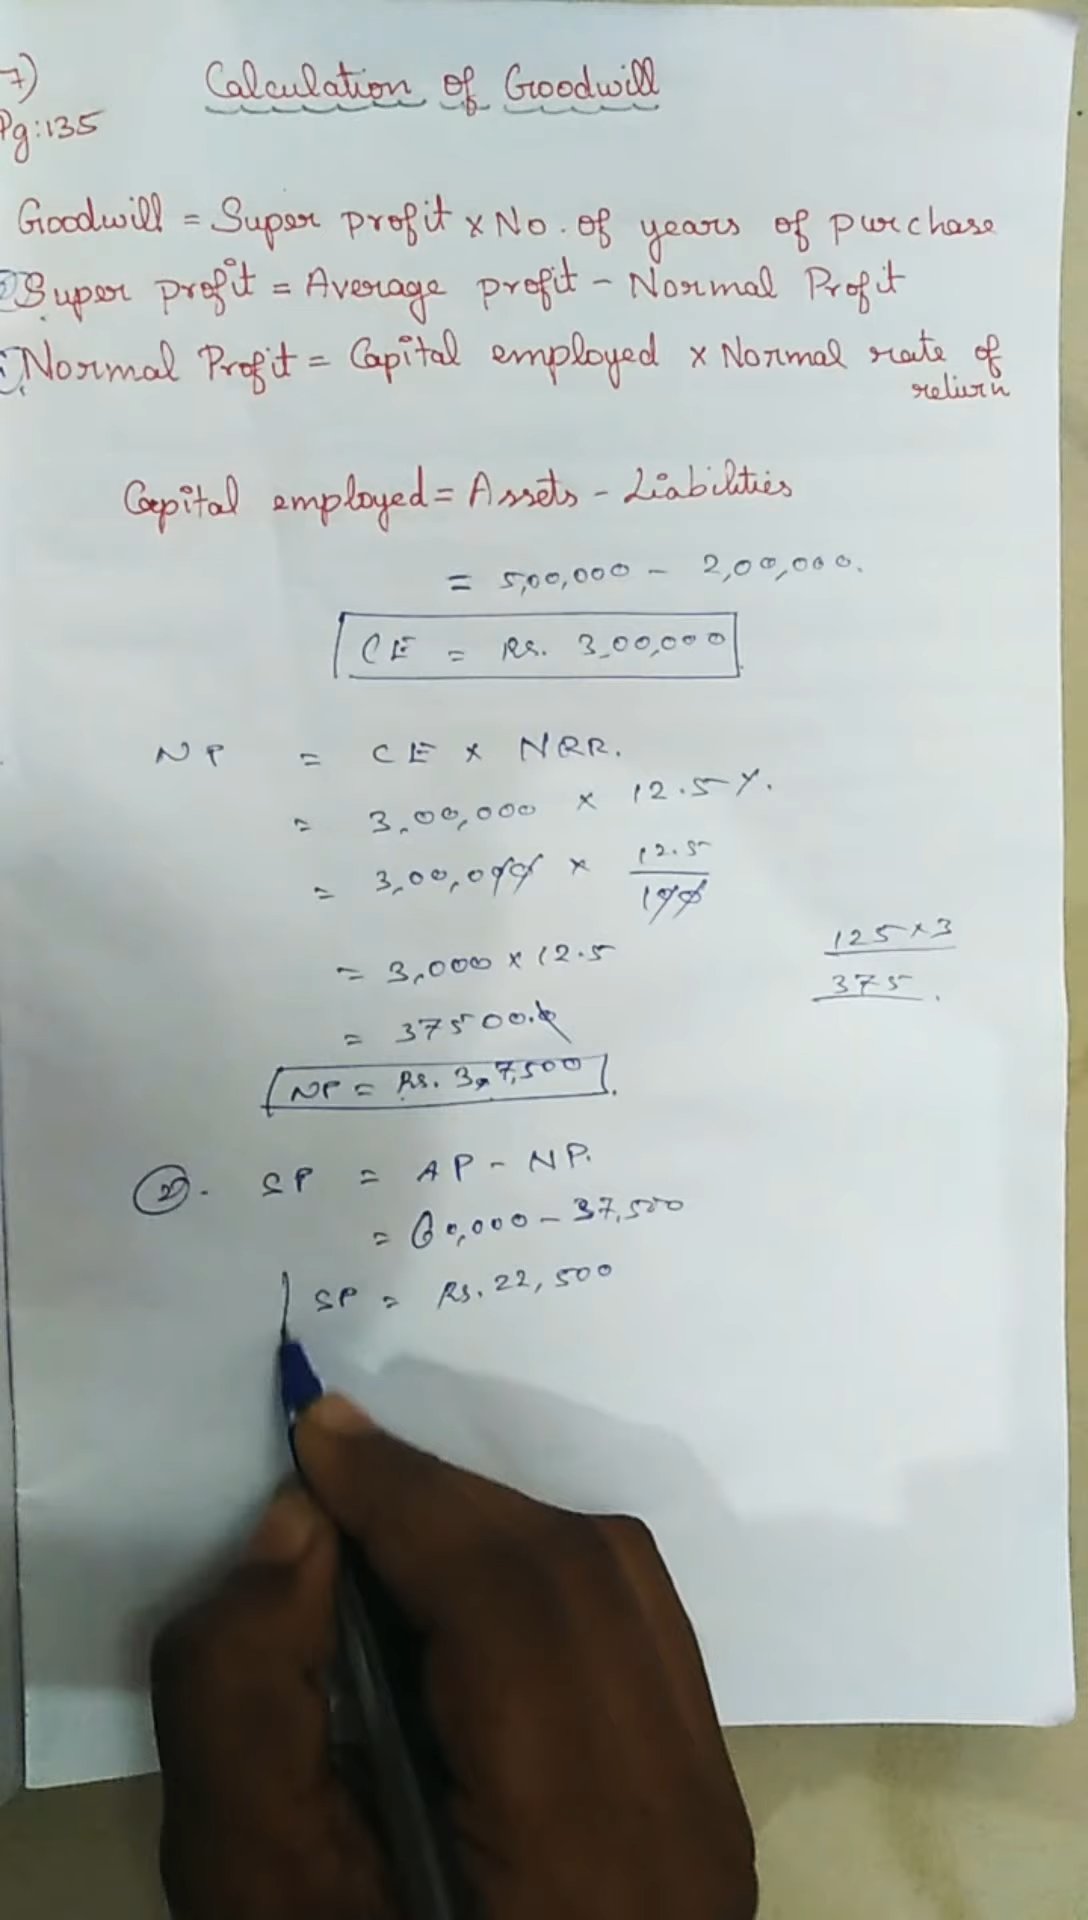 7)
Calculation of Goodwill
Pg:135
Goodwill = Super profit x No. of years of purchase
Super profit = Average profit - Normal Profit
Normal Profit = Capital employed x Normal rate of
return
Capital employed = Assets - Liabilities
= 5,00,000 - 2,00,000.
CE = Rs. 3,00,000
NP = CE x NRR.
= 3,00,000 x 12.5%.
= 3,00,000 x 12.5
100
= 3,000 x 12.5
125 x 3
375.
= 37500.0
NP = Rs. 37,500.
2. SP = AP - NP.
= 60,000 - 37,500
SP = Rs. 22,500